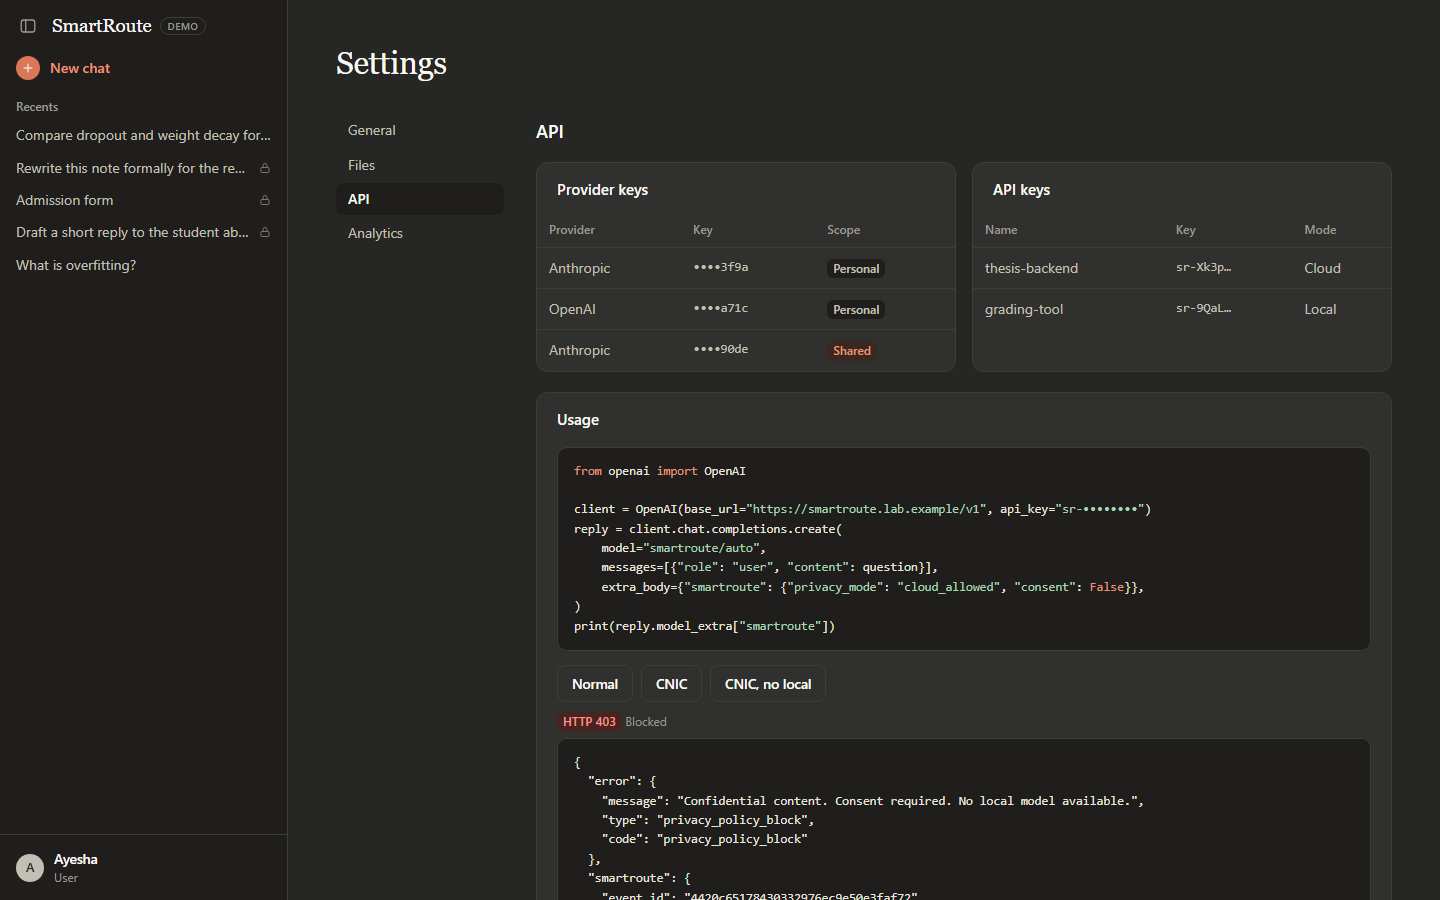 SmartRoute DEMO
New chat
Recents
Compare dropout and weight decay for...
Rewrite this note formally for the re...
Admission form
Draft a short reply to the student ab...
What is overfitting?
A
Ayesha
User
Settings
General
Files
API
Analytics
API
Provider keys
Provider Key Scope
Anthropic ••••3f9a Personal
OpenAI ••••a71c Personal
Anthropic ••••90de Shared
API keys
Name Key Mode
thesis-backend sr-Xk3p… Cloud
grading-tool sr-9QaL… Local
Usage
from openai import OpenAI
client = OpenAI(base_url="https://smartroute.lab.example/v1", api_key="sr-••••••••")
reply = client.chat.completions.create(
    model="smartroute/auto",
    messages=[{"role": "user", "content": question}],
    extra_body={"smartroute": {"privacy_mode": "cloud_allowed", "consent": False}},
)
print(reply.model_extra["smartroute"])
Normal CNIC CNIC, no local
HTTP 403 Blocked
{
  "error": {
    "message": "Confidential content. Consent required. No local model available.",
    "type": "privacy_policy_block",
    "code": "privacy_policy_block"
  },
  "smartroute": {
    "event_id": "4420c65178430332976ec9e50e3faf72"